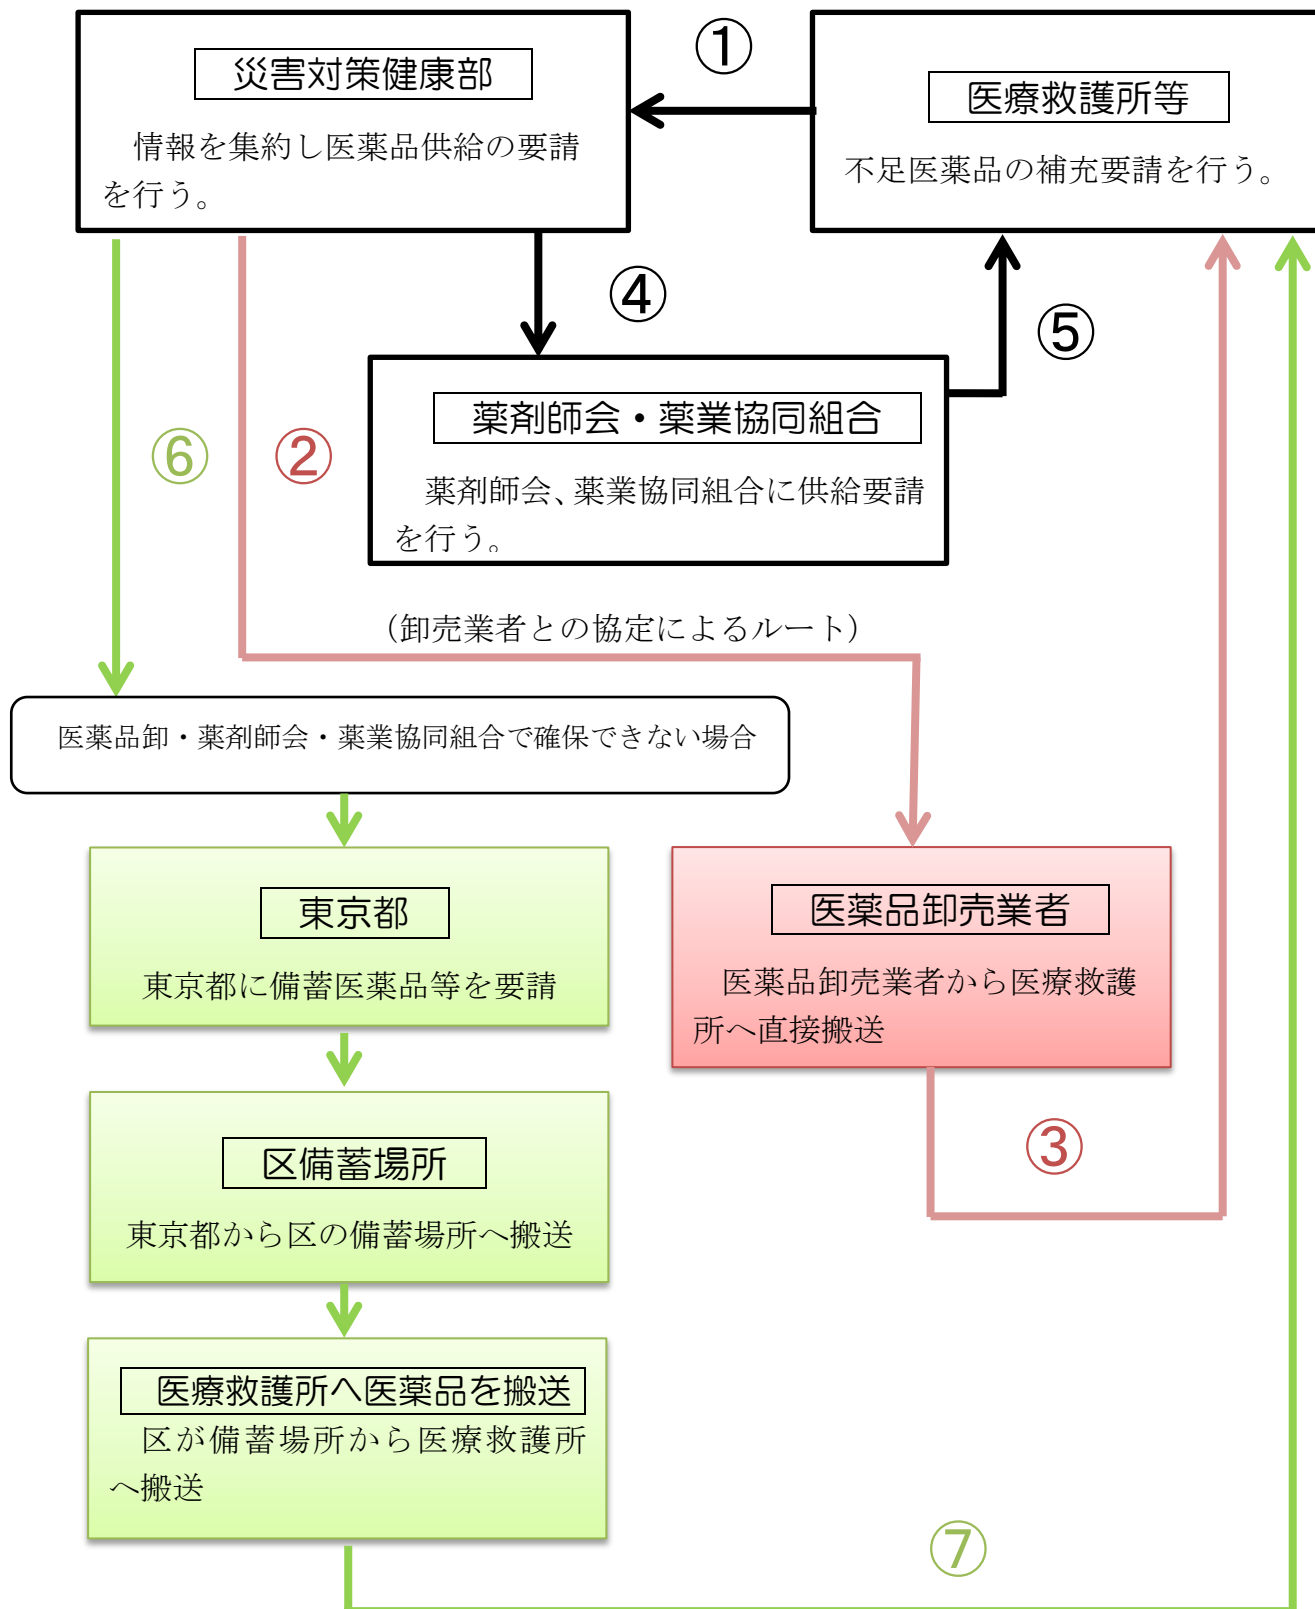 ①
災害対策健康部
情報を集約し医薬品供給の要請
を行う。
医療救護所等
不足医薬品の補充要請を行う。
④
⑤
薬剤師会・薬業協同組合
薬剤師会、薬業協同組合に供給要請
を行う。
⑥
②
（卸売業者との協定によるルート）
医薬品卸・薬剤師会・薬業協同組合で確保できない場合
東京都
東京都に備蓄医薬品等を要請
医薬品卸売業者
医薬品卸売業者から医療救護
所へ直接搬送
区備蓄場所
東京都から区の備蓄場所へ搬送
③
医療救護所へ医薬品を搬送
区が備蓄場所から医療救護所
へ搬送
⑦